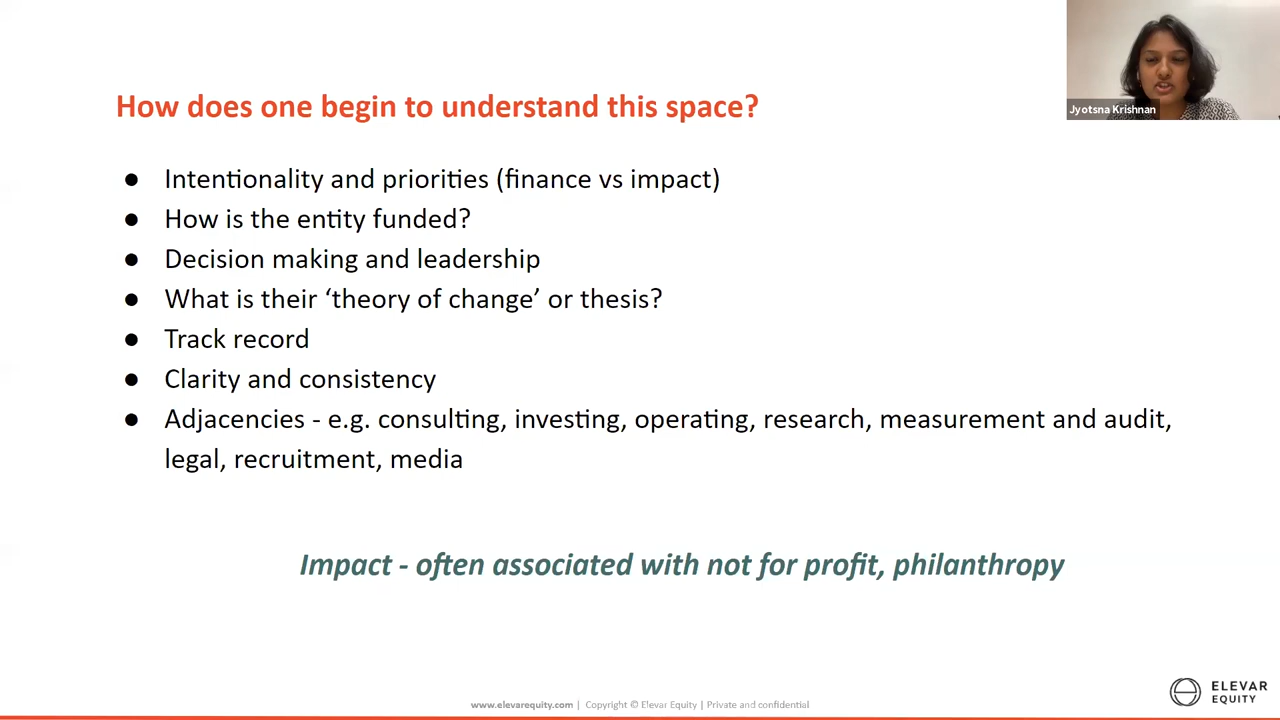 Jyotsna Krishnan
How does one begin to understand this space?
● Intentionality and priorities (finance vs impact)
● How is the entity funded?
● Decision making and leadership
● What is their ‘theory of change’ or thesis?
● Track record
● Clarity and consistency
● Adjacencies - e.g. consulting, investing, operating, research, measurement and audit,
legal, recruitment, media
Impact - often associated with not for profit, philanthropy
www.elevarequity.com | Copyright © Elevar Equity | Private and confidential
ELEVAR
EQUITY